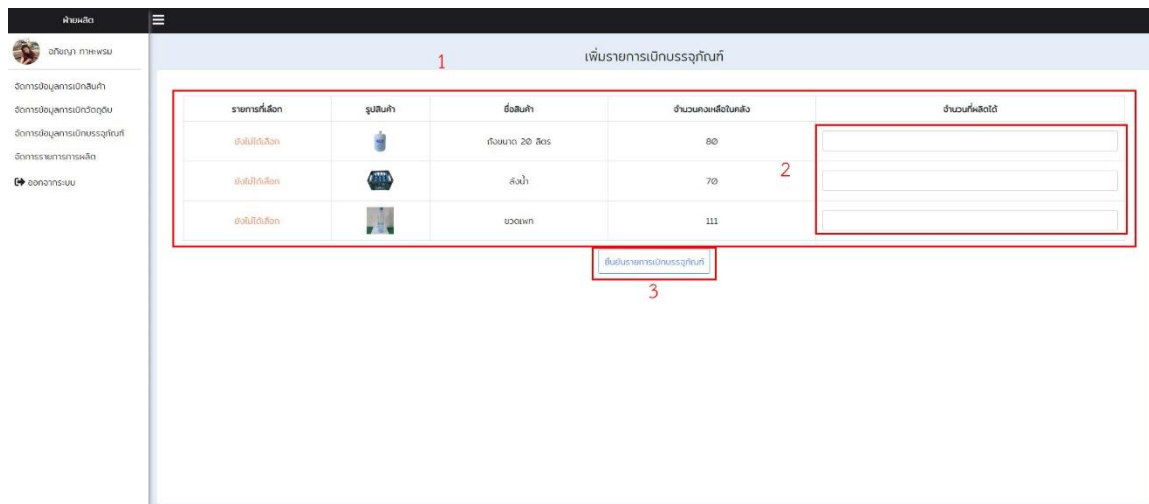 ฝ่ายผลิต
อภิชญา ภาหะพรม
จัดการข้อมูลการเบิกสินค้า
จัดการข้อมูลการเบิกวัตถุดิบ
จัดการข้อมูลการเบิกบรรจุภัณฑ์
จัดการรายการการผลิต
ออกจากระบบ
เพิ่มรายการเบิกบรรจุภัณฑ์
1
รายการที่เลือก รูปสินค้า ชื่อสินค้า จำนวนคงเหลือในคลัง จำนวนที่ผลิตได้
ยังไม่ได้เลือก ถังขนาด 20 ลิตร 80
ยังไม่ได้เลือก ลังน้ำ 70
2
ยังไม่ได้เลือก ขวดเพท 111
ยืนยันรายการเบิกบรรจุภัณฑ์
3